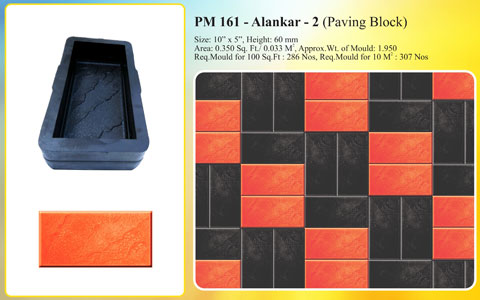 PM 161 - Alankar - 2 (Paving Block)
Size: 10" x 5", Height: 60 mm
Area: 0.350 Sq. Ft./ 0.033 M², Approx.Wt. of Mould: 1.950
Req.Mould for 100 Sq.Ft : 286 Nos, Req.Mould for 10 M² : 307 Nos